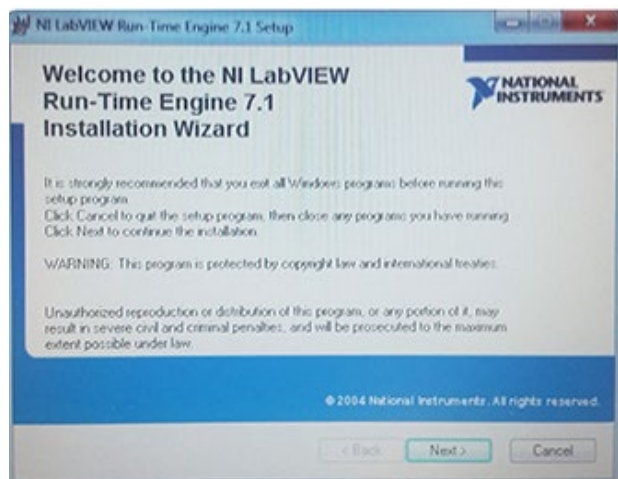 NI LabVIEW Run-Time Engine 7.1 Setup
Welcome to the NI LabVIEW
Run-Time Engine 7.1
Installation Wizard
NATIONAL
INSTRUMENTS
It is strongly recommended that you exit all Windows programs before running this
setup program.
Click Cancel to quit the setup program, then close any programs you have running.
Click Next to continue the installation.
WARNING: This program is protected by copyright law and international treaties.
Unauthorized reproduction or distribution of this program, or any portion of it, may
result in severe civil and criminal penalties, and will be prosecuted to the maximum
extent possible under law.
© 2004 National Instruments. All rights reserved.
< Back
Next >
Cancel